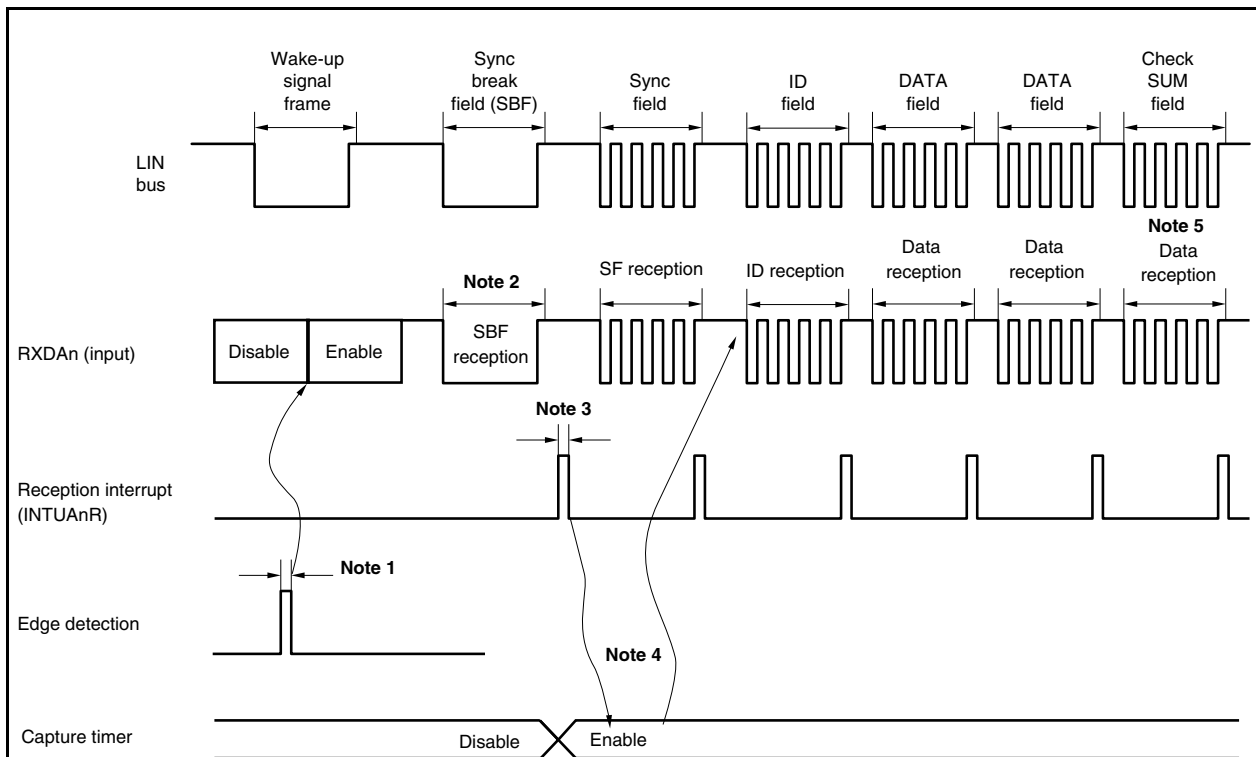 Wake-up
signal
frame
Sync
break
field (SBF)
Sync
field
ID
field
DATA
field
DATA
field
Check
SUM
field
LIN
bus
Note 5
Note 2
SF reception
ID reception
Data
reception
Data
reception
Data
reception
RXDAn (input)
Disable
Enable
SBF
reception
Note 3
Reception interrupt
(INTUAnR)
Note 1
Edge detection
Note 4
Capture timer
Disable
Enable